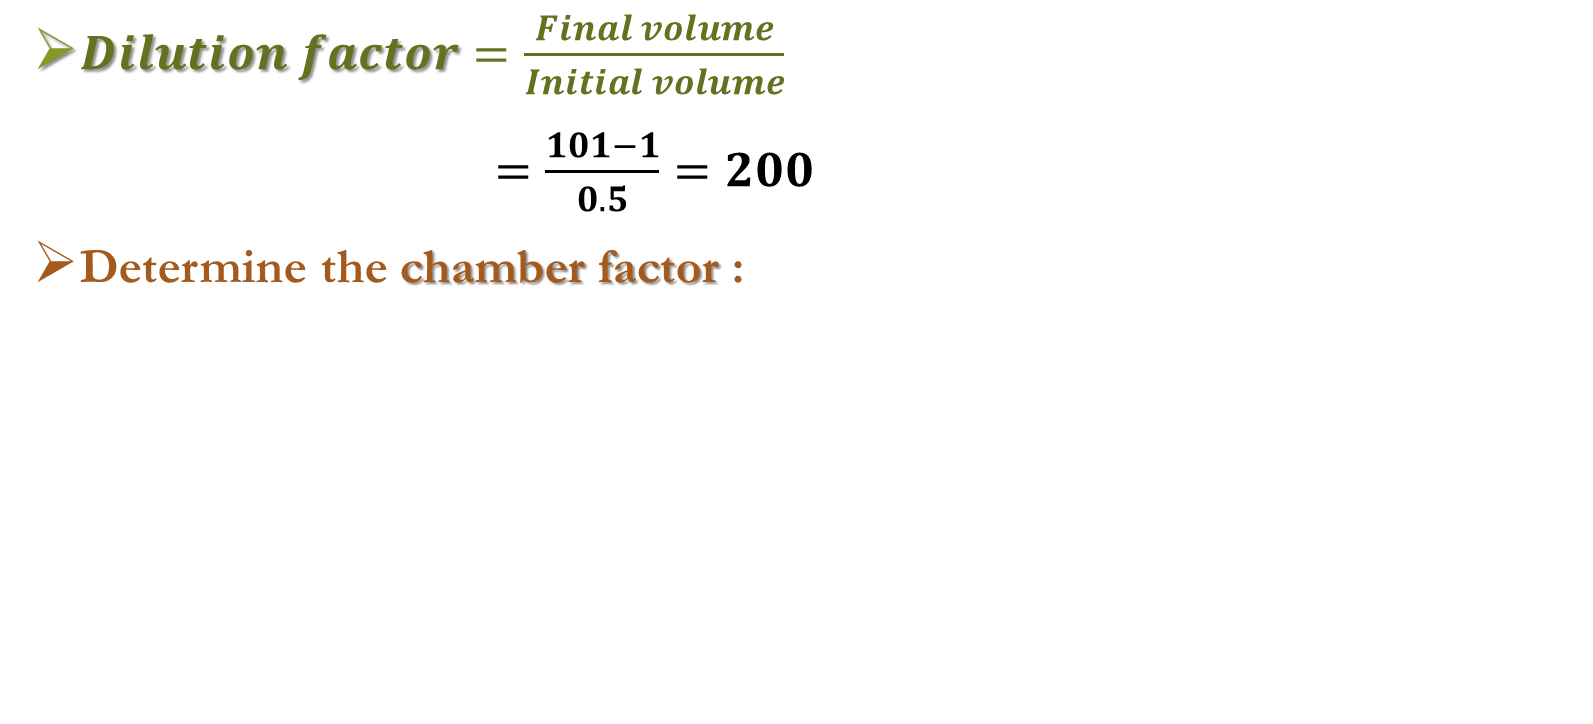 ➢Dilution factor = Final volume / Initial volume
= 101−1 / 0.5 = 200
➢Determine the chamber factor :